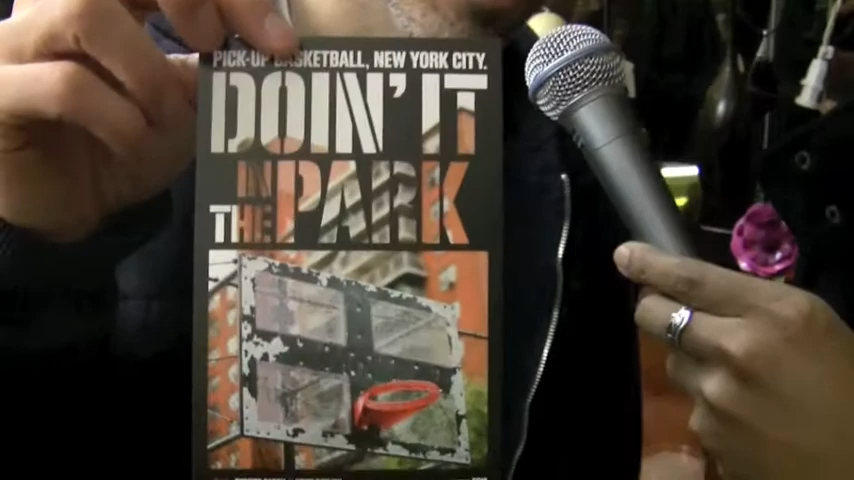 PICK-UP BASKETBALL, NEW YORK CITY.
DOIN' IT
IN
THE PARK